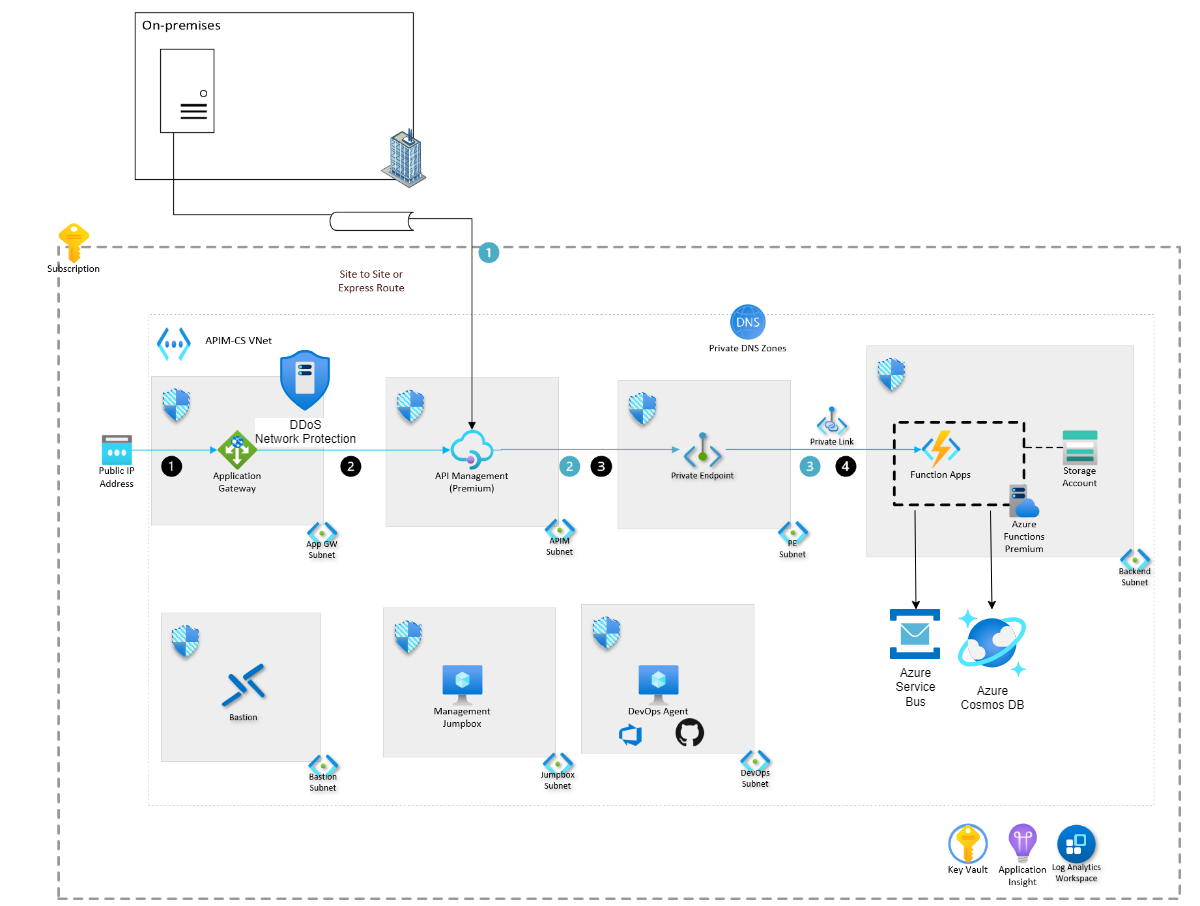 On-premises
1
Subscription
Site to Site or
Express Route
DNS
Private DNS Zones
APIM-CS VNet
DDoS
Network Protection
Public IP
Address
1
Application
Gateway
2
API Management
(Premium)
2
3
Private Endpoint
Private Link
3
4
Function Apps
Storage
Account
Azure
Functions
Premium
App GW
Subnet
APIM
Subnet
PE
Subnet
Backend
Subnet
Azure
Service
Bus
Azure
Cosmos DB
Bastion
Management
Jumpbox
DevOps Agent
Bastion
Subnet
Jumpbox
Subnet
DevOps
Subnet
Key Vault
Application
Insight
Log Analytics
Workspace